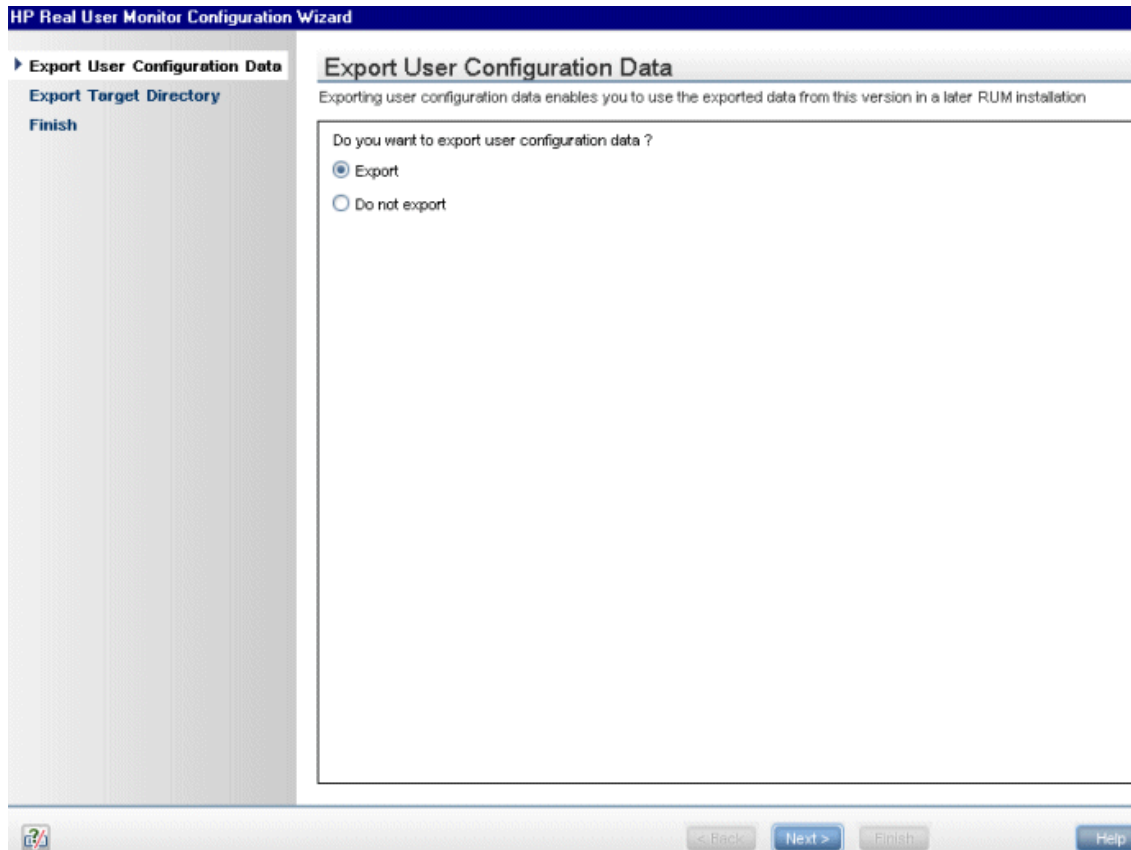 HP Real User Monitor Configuration Wizard
Export User Configuration Data
Export Target Directory
Finish
Export User Configuration Data
Exporting user configuration data enables you to use the exported data from this version in a later RUM installation
Do you want to export user configuration data ?
Export
Do not export
< Back
Next >
Finish
Help